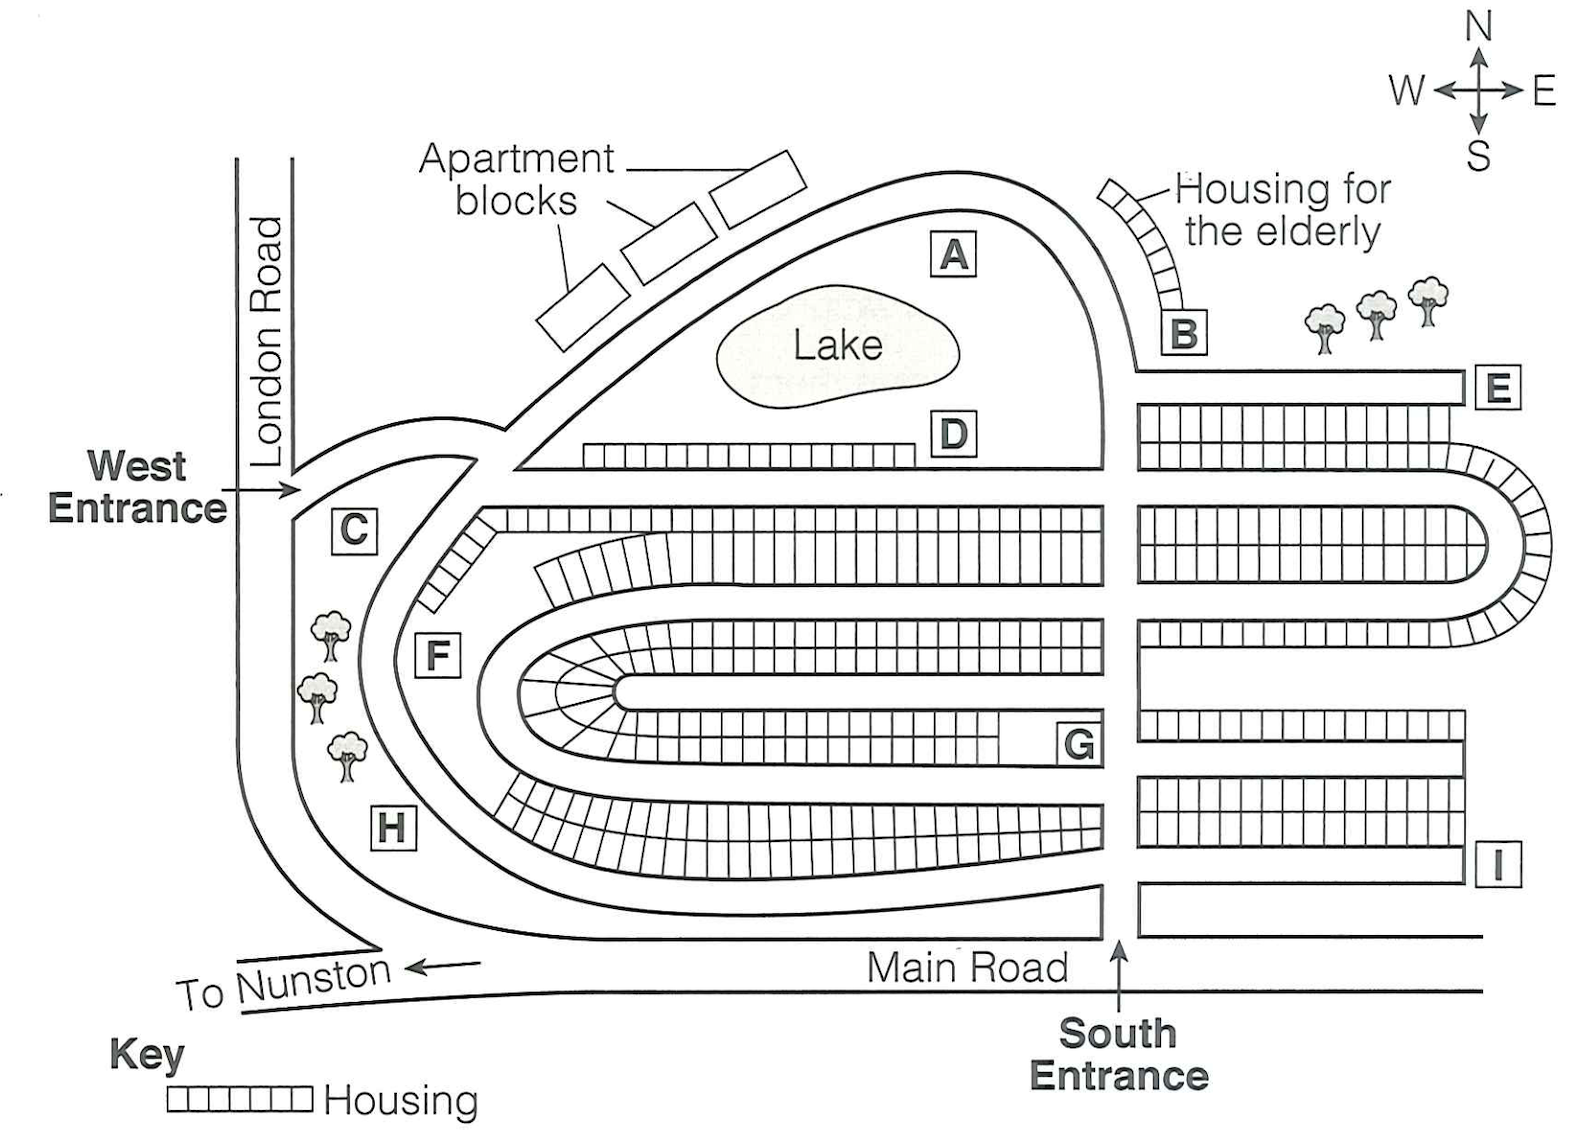 N
W E
S
Apartment
blocks
Housing for
the elderly
London Road
A
B
Lake
E
D
West
Entrance
C
F
G
H
I
Main Road
To Nunston
South
Entrance
Key
Housing